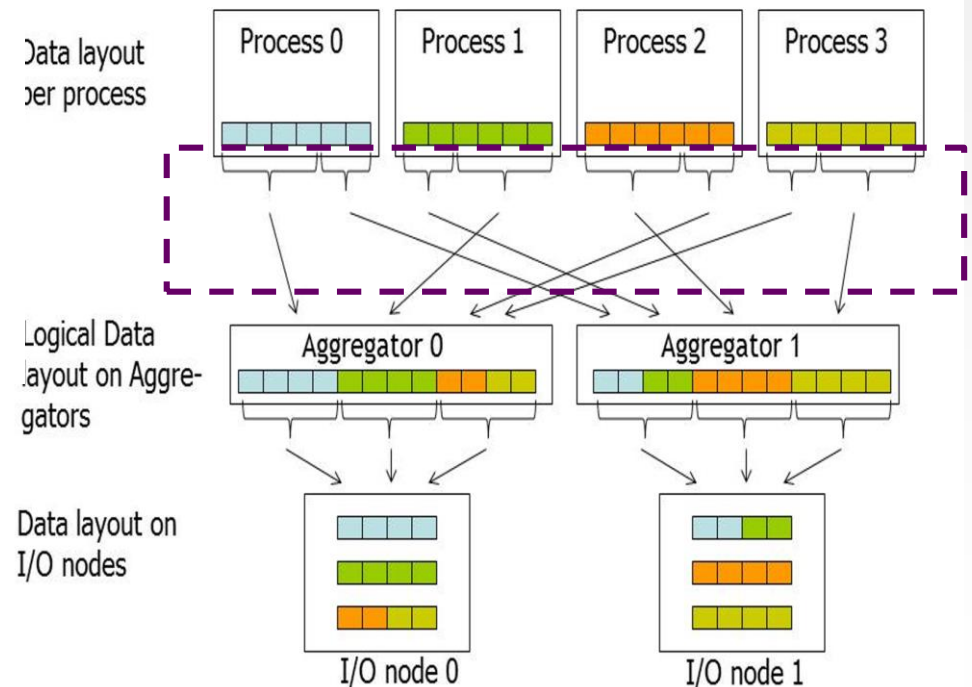 Data layout
per process
Process 0
Process 1
Process 2
Process 3
Logical Data
layout on Aggre-
gators
Aggregator 0
Aggregator 1
Data layout on
I/O nodes
I/O node 0
I/O node 1